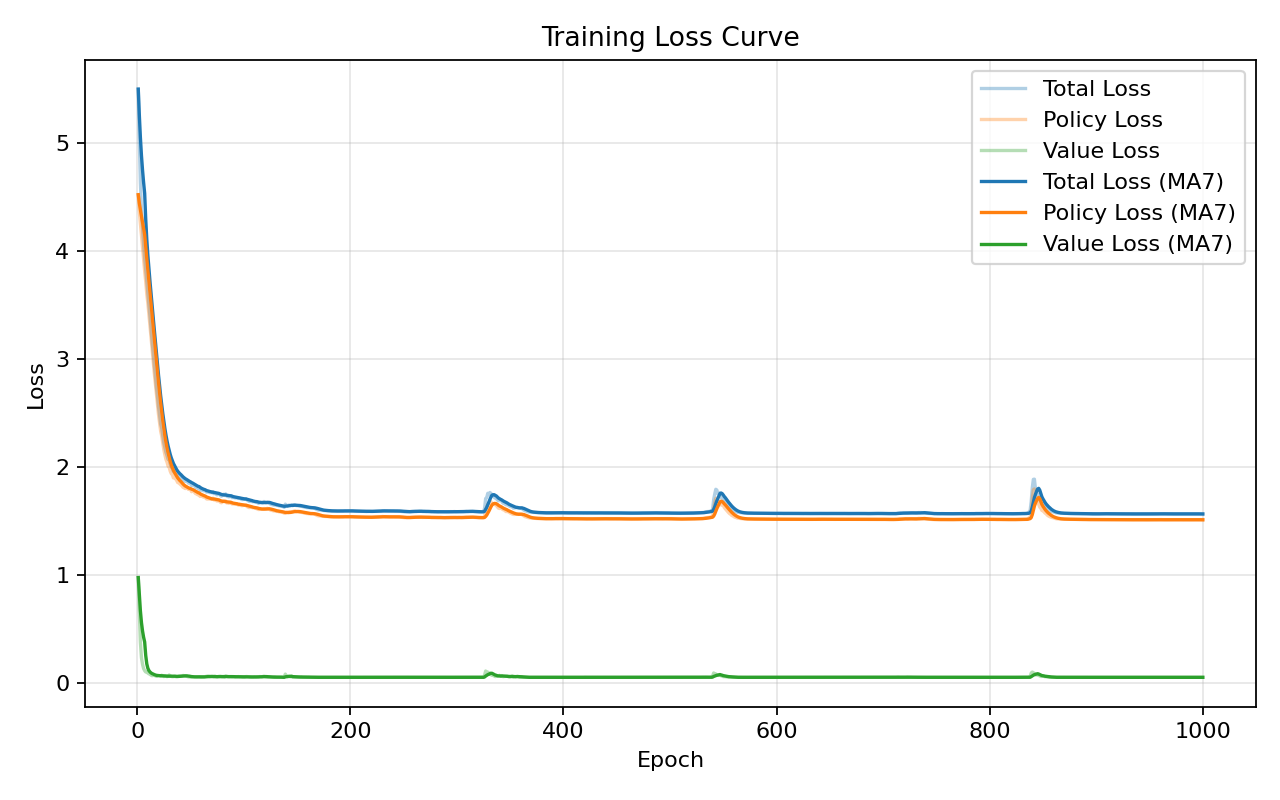 Training Loss Curve
Total Loss
Policy Loss
Value Loss
Total Loss (MA7)
Policy Loss (MA7)
Value Loss (MA7)
Loss
5
4
3
2
1
0
0 200 400 600 800 1000
Epoch